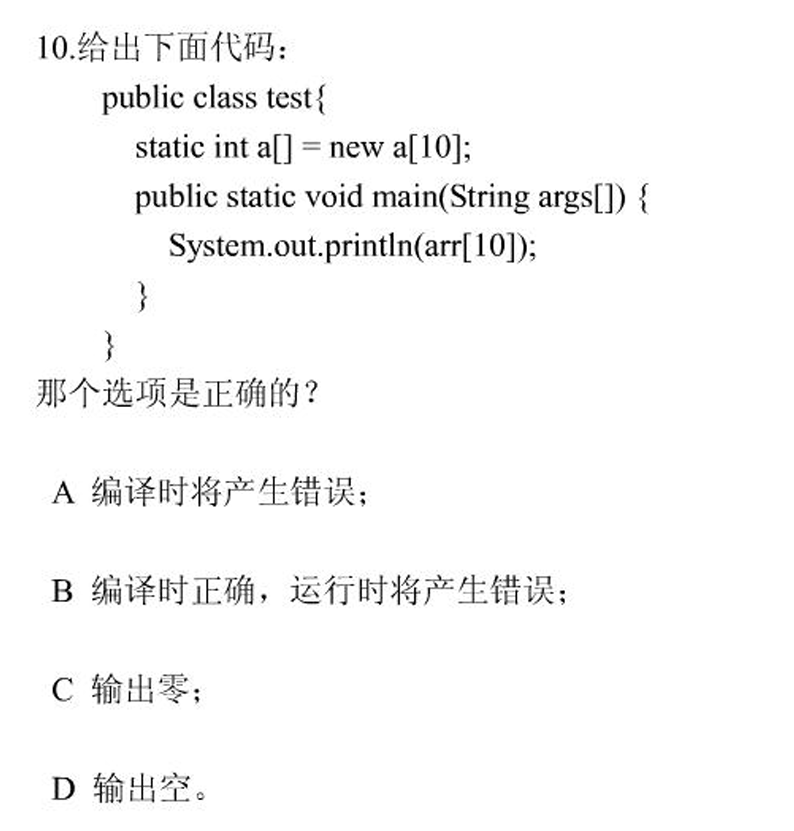 10.给出下面代码：
public class test{
static int a[] = new a[10];
public static void main(String args[]) {
System.out.println(arr[10]);
}
}
那个选项是正确的？
A 编译时将产生错误；
B 编译时正确，运行时将产生错误；
C 输出零；
D 输出空。